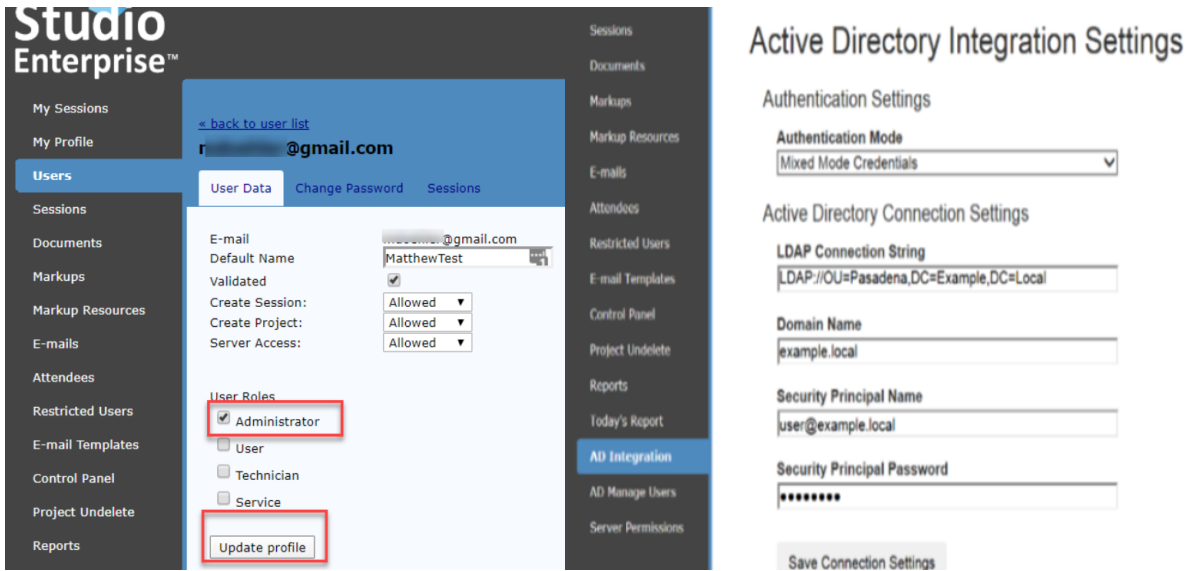 Studio
Enterprise™
My Sessions
My Profile
Users
Sessions
Documents
Markups
Markup Resources
E-mails
Attendees
Restricted Users
E-mail Templates
Control Panel
Project Undelete
Reports
« back to user list
@gmail.com
User Data Change Password Sessions
E-mail @gmail.com
Default Name MatthewTest
Validated
Create Session: Allowed
Create Project: Allowed
Server Access: Allowed
User Roles
Administrator
User
Technician
Service
Update profile
Sessions
Documents
Markups
Markup Resources
E-mails
Attendees
Restricted Users
E-mail Templates
Control Panel
Project Undelete
Reports
Today's Report
AD Integration
AD Manage Users
Server Permissions
Active Directory Integration Settings
Authentication Settings
Authentication Mode
Mixed Mode Credentials
Active Directory Connection Settings
LDAP Connection String
LDAP://OU=Pasadena,DC=Example,DC=Local
Domain Name
example.local
Security Principal Name
user@example.local
Security Principal Password
••••••••
Save Connection Settings